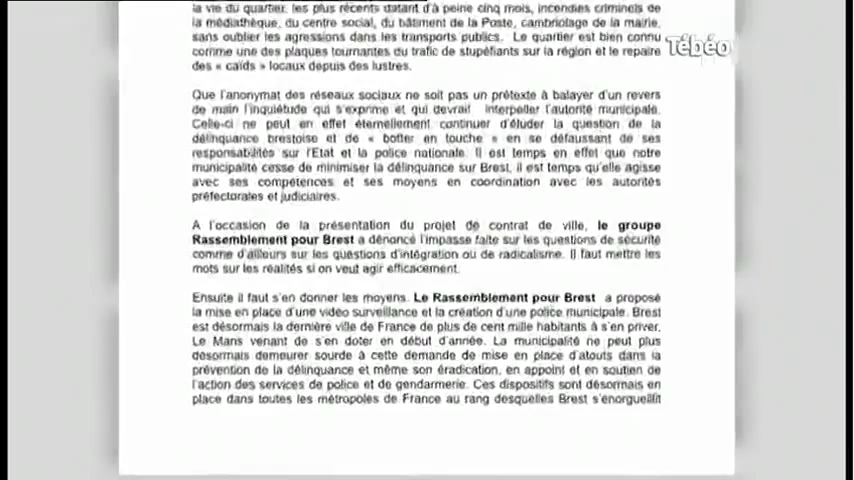 la vie du quartier, les plus récents datant d'à peine cinq mois, incendies criminels de
la médiathèque, du centre social, du bâtiment de la Poste, cambriolage de la mairie,
sans oublier les agressions dans les transports publics. Le quartier est bien connu
comme une des plaques tournantes du trafic de stupéfiants sur la région et le repaire
des « caïds » locaux depuis des lustres.
Tébéo
Que l'anonymat des réseaux sociaux ne soit pas un prétexte à balayer d'un revers
de main l'inquiétude qui s'exprime et qui devrait interpeller l'autorité municipale.
Celle-ci ne peut en effet éternellement continuer d'éluder la question de la
délinquance brestoise et de « botter en touche » en se défaussant de ses
responsabilités sur l'Etat et la police nationale. Il est temps en effet que notre
municipalité cesse de minimiser la délinquance sur Brest, il est temps qu'elle agisse
avec ses compétences et ses moyens en coordination avec les autorités
préfectorales et judiciaires.
A l'occasion de la présentation du projet de contrat de ville, le groupe
Rassemblement pour Brest a dénoncé l'impasse faite sur les questions de sécurité
comme d'ailleurs sur les questions d'intégration ou de radicalisme. Il faut mettre les
mots sur les réalités si on veut agir efficacement.
Ensuite il faut s'en donner les moyens. Le Rassemblement pour Brest a proposé
la mise en place d'une video surveillance et la création d'une police municipale. Brest
est désormais la dernière ville de France de plus de cent mille habitants à s'en priver,
Le Mans venant de s'en doter en début d'année. La municipalité ne peut plus
désormais demeurer sourde à cette demande de mise en place d'atouts dans la
prévention de la délinquance et même son éradication, en appoint et en soutien de
l'action des services de police et de gendarmerie. Ces dispositifs sont désormais en
place dans toutes les métropoles de France au rang desquelles Brest s'enorgueillit